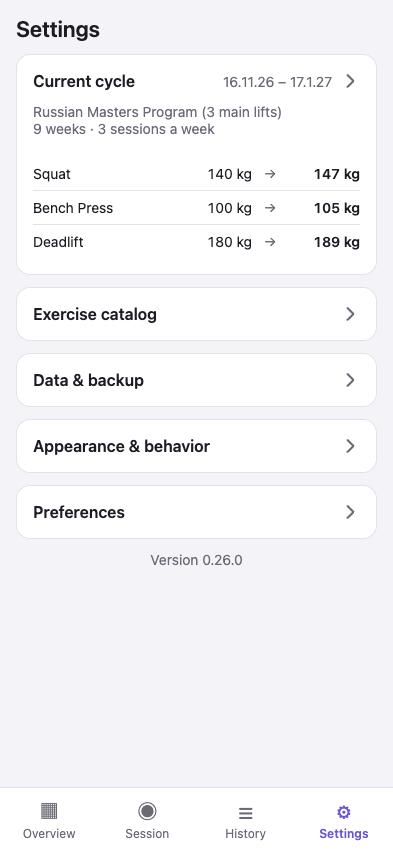 Settings
Current cycle 16.11.26 – 17.1.27
Russian Masters Program (3 main lifts)
9 weeks · 3 sessions a week
Squat 140 kg → 147 kg
Bench Press 100 kg → 105 kg
Deadlift 180 kg → 189 kg
Exercise catalog
Data & backup
Appearance & behavior
Preferences
Version 0.26.0
Overview Session History Settings